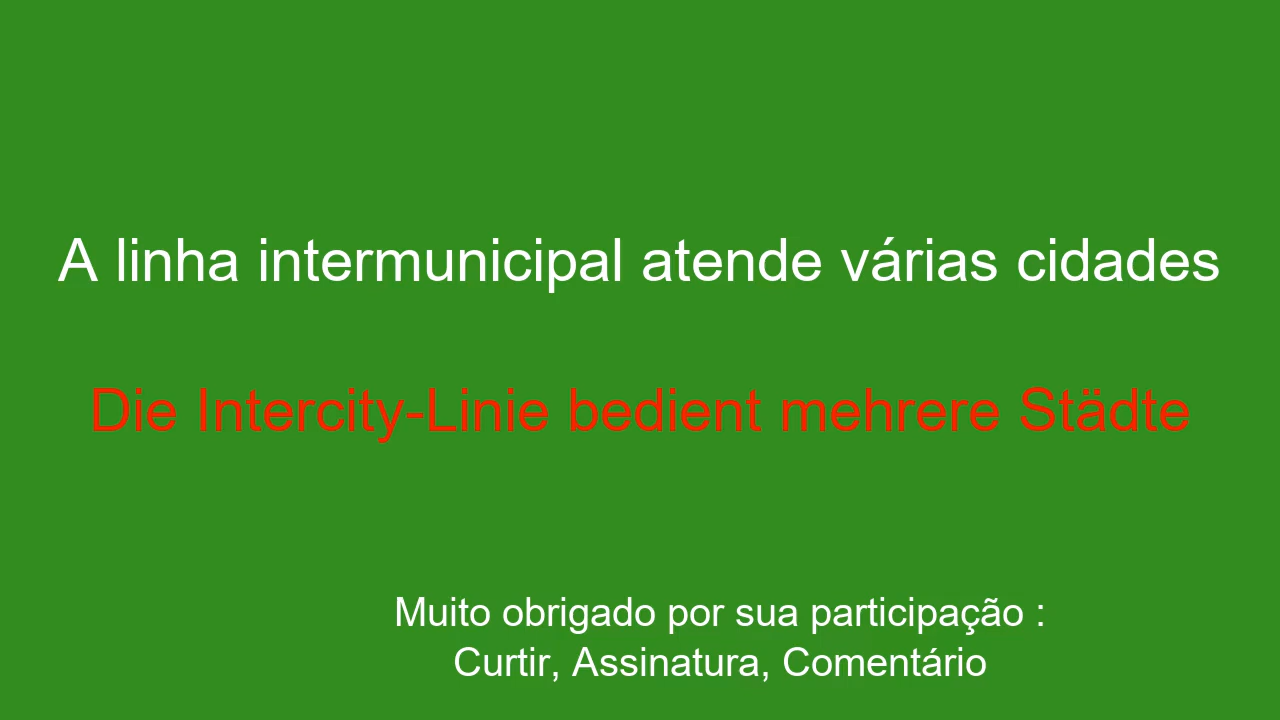 A linha intermunicipal atende várias cidades
Die Intercity-Linie bedient mehrere Städte
Muito obrigado por sua participação :
Curtir, Assinatura, Comentário